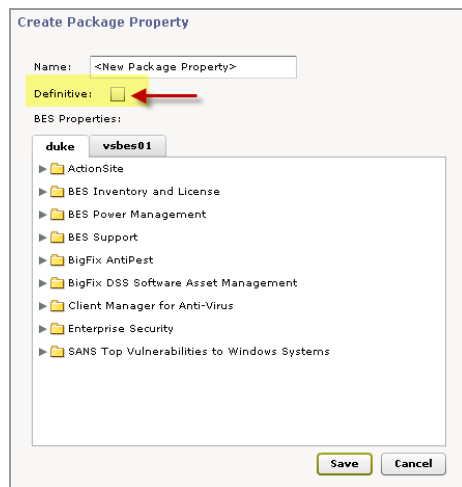 Create Package Property
Name: <New Package Property>
Definitive:
BES Properties:
duke vsbes01
ActionSite
BES Inventory and License
BES Power Management
BES Support
BigFix AntiPest
BigFix DSS Software Asset Management
Client Manager for Anti-Virus
Enterprise Security
SANS Top Vulnerabilities to Windows Systems
Save Cancel